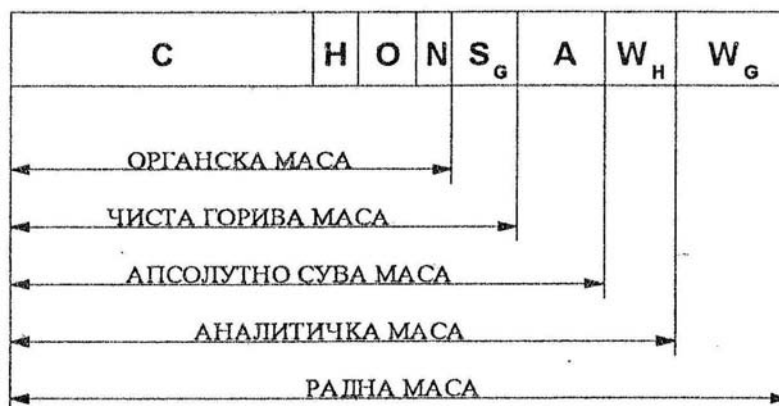 C H O N S_G A W_H W_G
ОРГАНСКА МАСА
ЧИСТА ГОРИВА МАСА
АПСОЛУТНО СУВА МАСА
АНАЛИТИЧКА МАСА
РАДНА МАСА